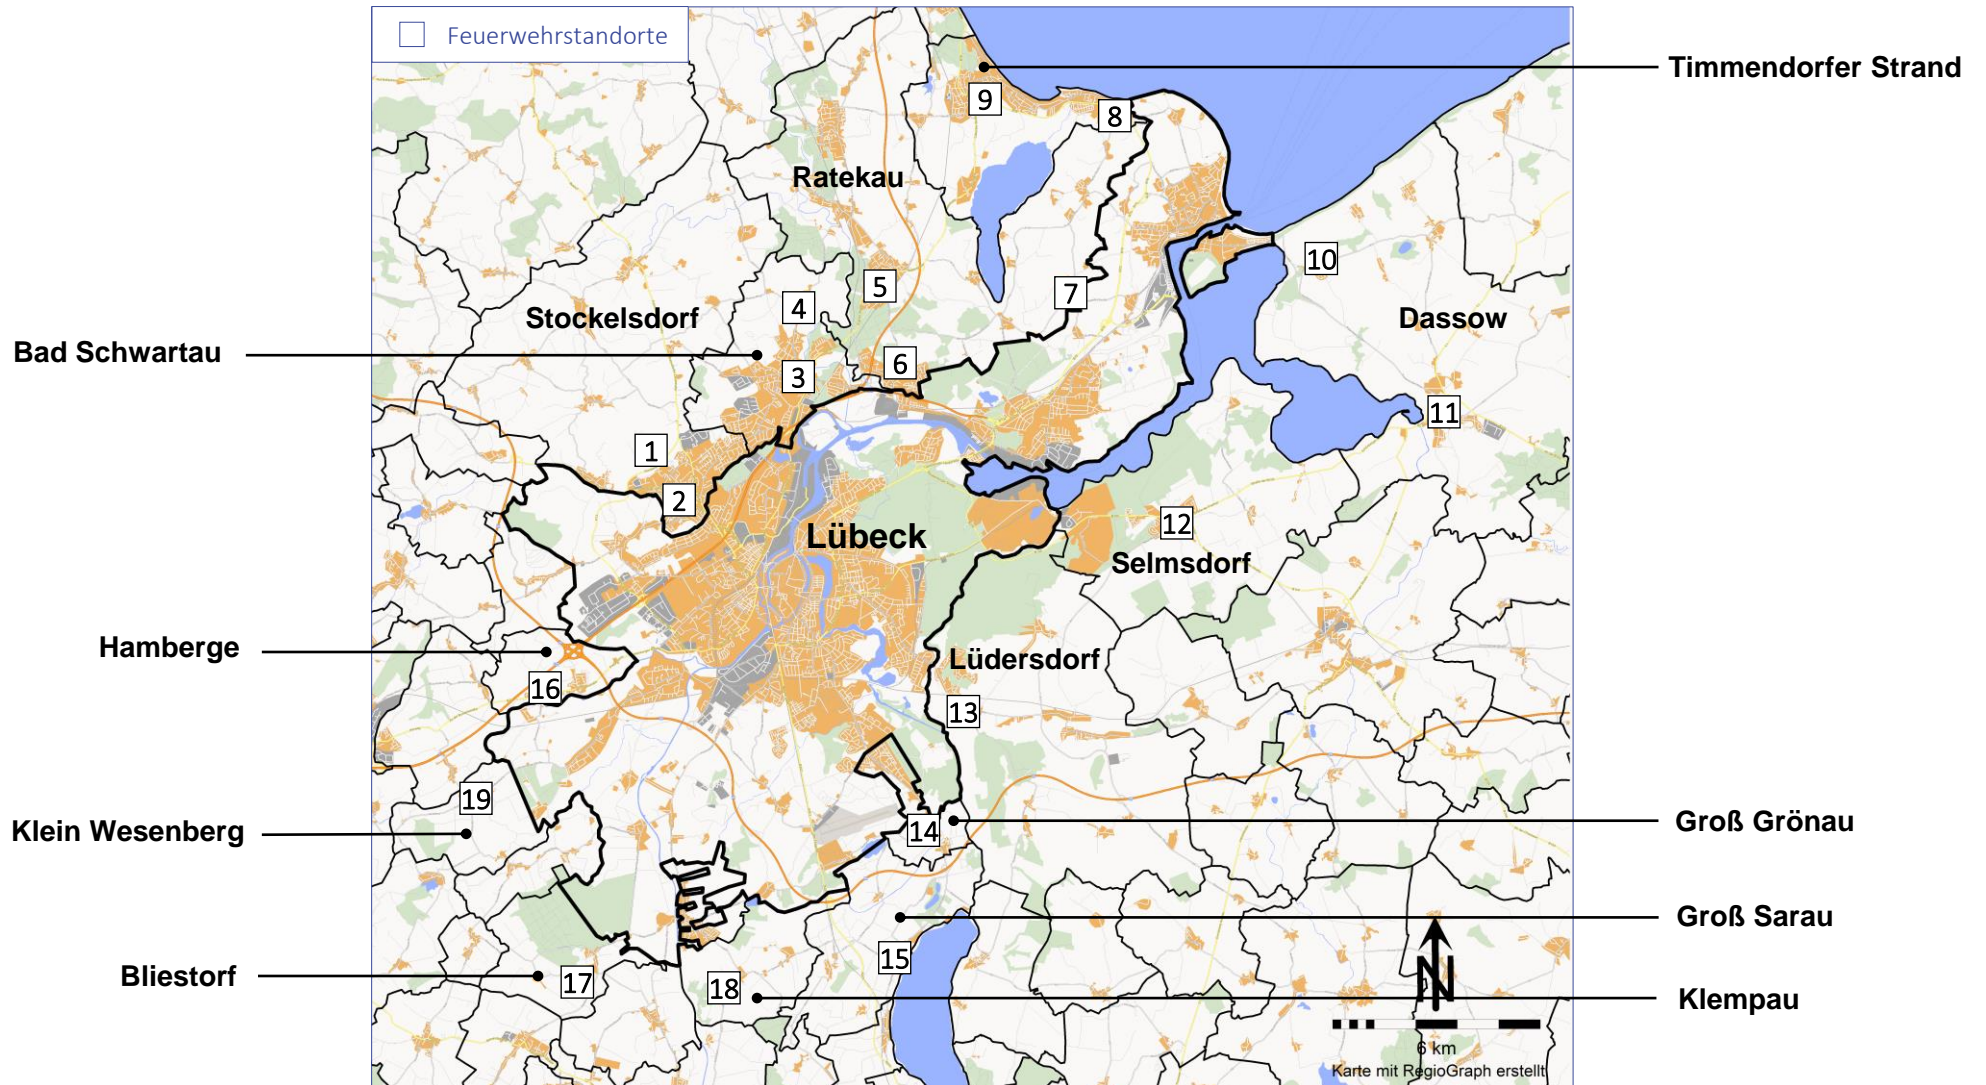 Feuerwehrstandorte
Timmendorfer Strand
9
8
Ratekau
10
5
7
4
Stockelsdorf
Dassow
Bad Schwartau
6
3
11
1
2
12
Lübeck
Selmsdorf
Hamberge
Lüdersdorf
16
13
19
Groß Grönau
Klein Wesenberg
14
Groß Sarau
15
Bliestorf
17
18
N
Klempau
6 km
Karte mit RegioGraph erstellt